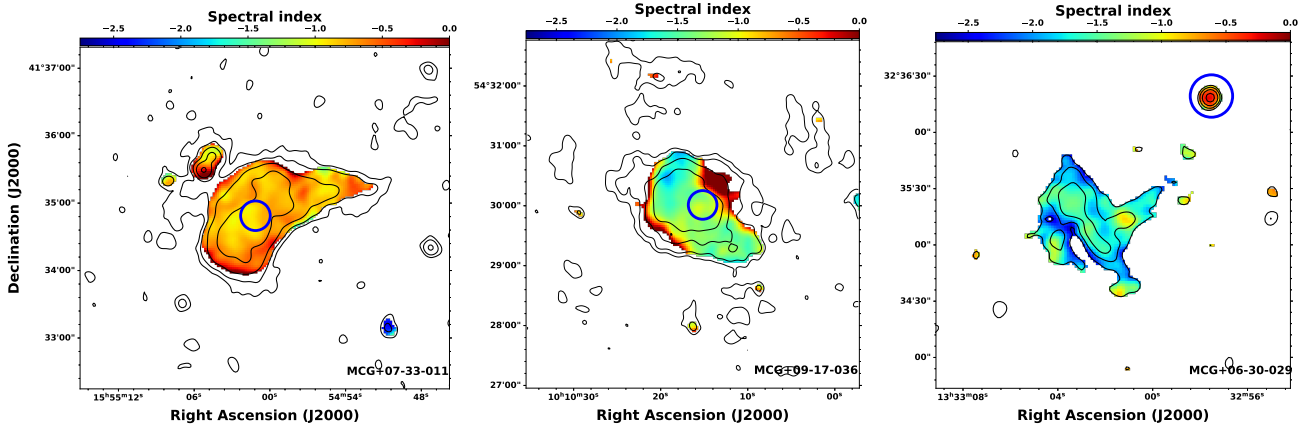 Spectral index
−2.5 −2.0 −1.5 −1.0 −0.5 0.0
41°37'00"
36'00"
35'00"
34'00"
33'00"
Declination (J2000)
MCG+07-33-011
15ʰ55ᵐ12ˢ 06ˢ 00ˢ 54ᵐ54ˢ 48ˢ
Right Ascension (J2000)
Spectral index
−2.5 −2.0 −1.5 −1.0 −0.5 0.0
54°32'00"
31'00"
30'00"
29'00"
28'00"
27'00"
MCG+09-17-036
10ʰ10ᵐ30ˢ 20ˢ 10ˢ 00ˢ
Right Ascension (J2000)
Spectral index
−2.5 −2.0 −1.5 −1.0 −0.5 0.0
32°36'30"
00"
35'30"
00"
34'30"
00"
MCG+06-30-029
13ʰ33ᵐ08ˢ 04ˢ 00ˢ 32ᵐ56ˢ
Right Ascension (J2000)